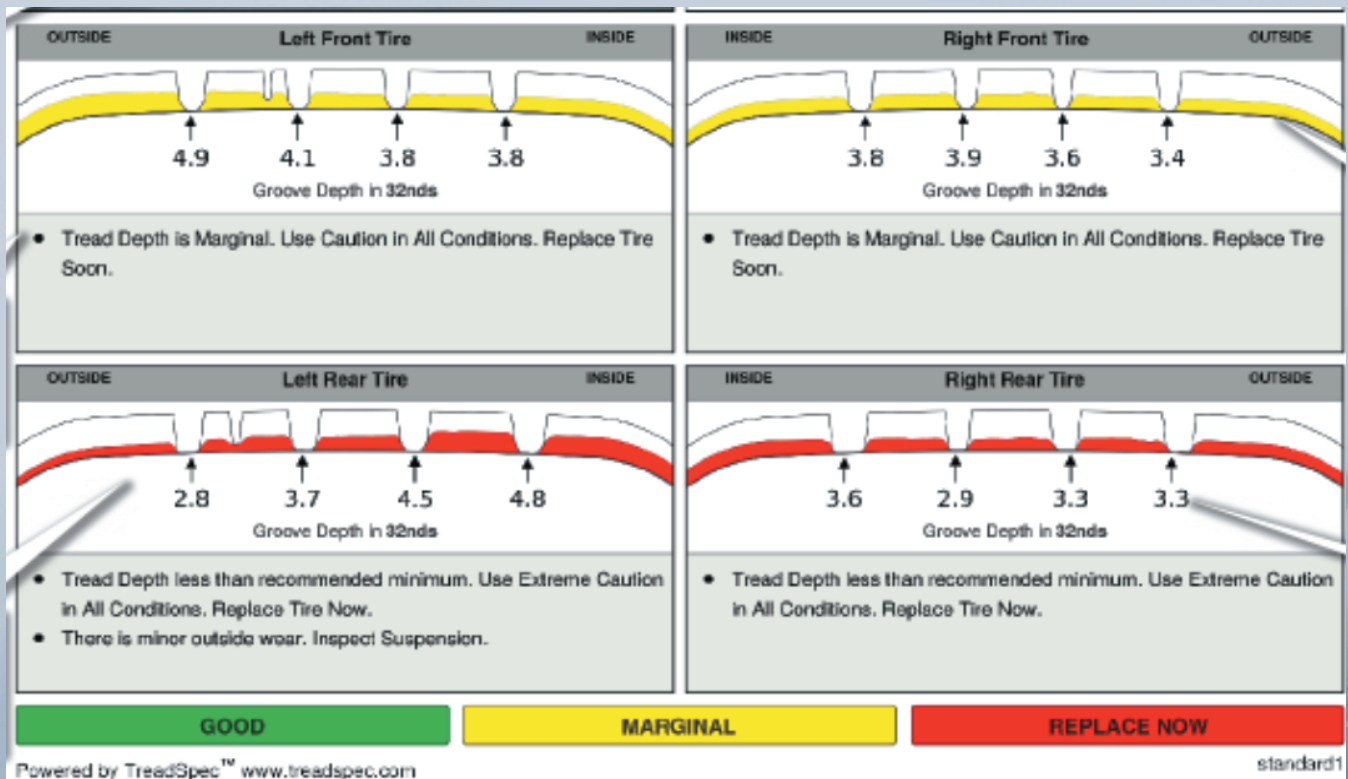 OUTSIDE Left Front Tire INSIDE
4.9 4.1 3.8 3.8
Groove Depth in 32nds
• Tread Depth is Marginal. Use Caution in All Conditions. Replace Tire
Soon.
INSIDE Right Front Tire OUTSIDE
3.8 3.9 3.6 3.4
Groove Depth in 32nds
• Tread Depth is Marginal. Use Caution in All Conditions. Replace Tire
Soon.
OUTSIDE Left Rear Tire INSIDE
2.8 3.7 4.5 4.8
Groove Depth in 32nds
• Tread Depth less than recommended minimum. Use Extreme Caution
in All Conditions. Replace Tire Now.
• There is minor outside wear. Inspect Suspension.
INSIDE Right Rear Tire OUTSIDE
3.6 2.9 3.3 3.3
Groove Depth in 32nds
• Tread Depth less than recommended minimum. Use Extreme Caution
in All Conditions. Replace Tire Now.
GOOD MARGINAL REPLACE NOW
Powered by TreadSpec™ www.treadspec.com standard1